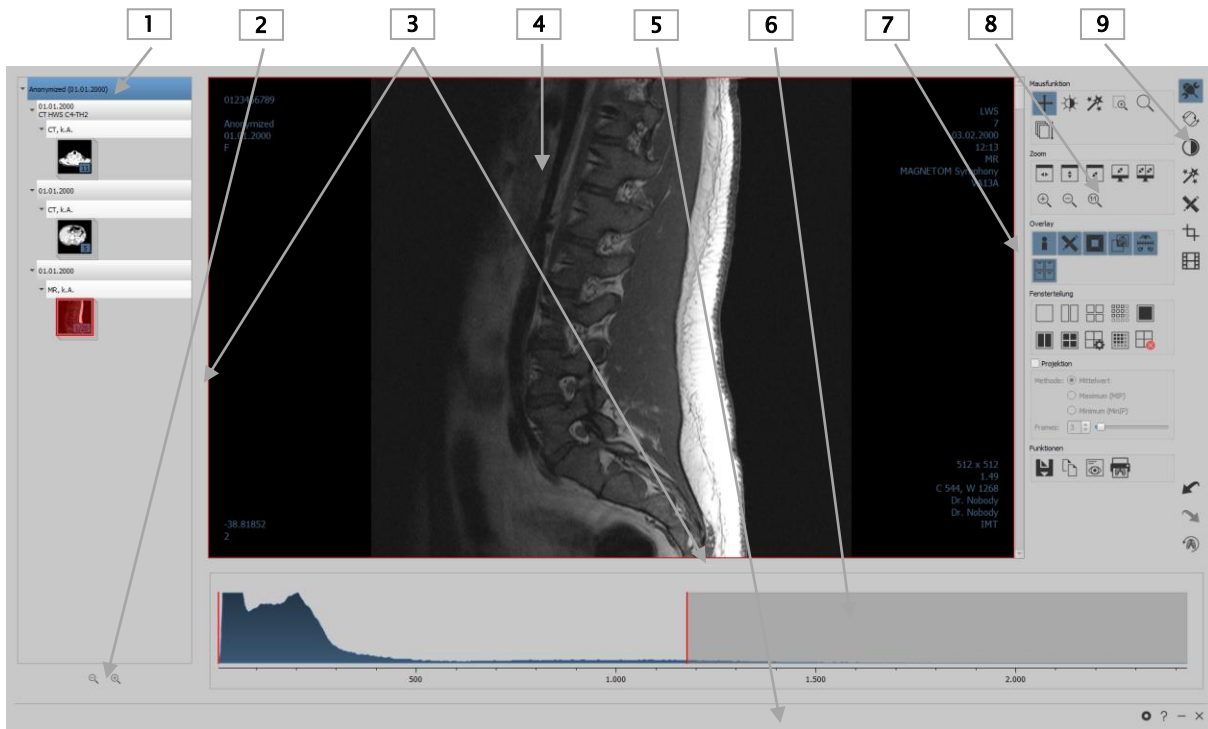 1
2
3
4
5
6
7
8
9
Anonymized (01.01.2000)
01.01.2000
CT HWS C4-TH2
CT, k.A.
01.01.2000
CT, k.A.
5
01.01.2000
MR, k.A.
0123456789
Anonymized
01.01.2000
F
LWS
7
03.02.2000
12:13
MR
MAGNETOM Symphony
512 x 512
1.49
C 544, W 1268
Dr. Nobody
Dr. Nobody
IMT
-38.81852
2
Mausfunktion
Zoom
1:1
Overlay
Fensterteilung
Projektion
Methode: Mittelwert
Maximum (MIP)
Minimum (MinIP)
Frames: 3
Funktionen
500 1.000 1.500 2.000
?